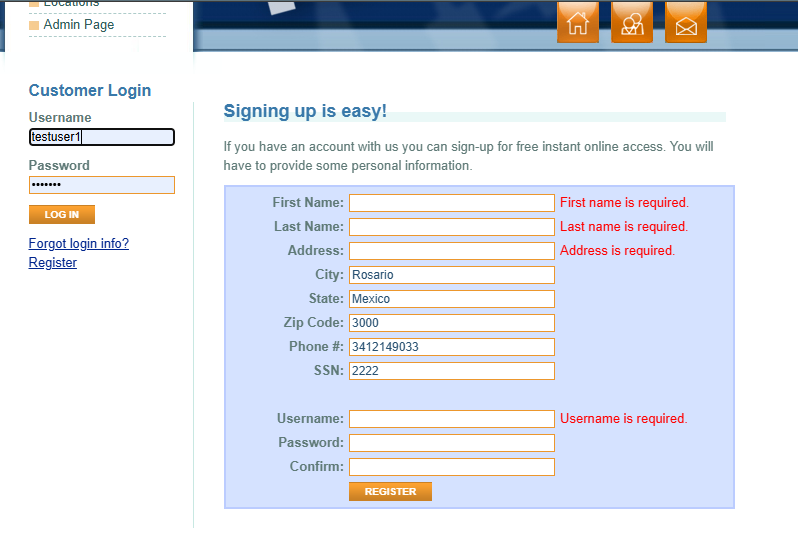 Locations
Admin Page
Customer Login
Username
testuser1
Password
•••••••
LOG IN
Forgot login info?
Register
Signing up is easy!
If you have an account with us you can sign-up for free instant online access. You will
have to provide some personal information.
First Name: First name is required.
Last Name: Last name is required.
Address: Address is required.
City: Rosario
State: Mexico
Zip Code: 3000
Phone #: 3412149033
SSN: 2222
Username: Username is required.
Password:
Confirm:
REGISTER